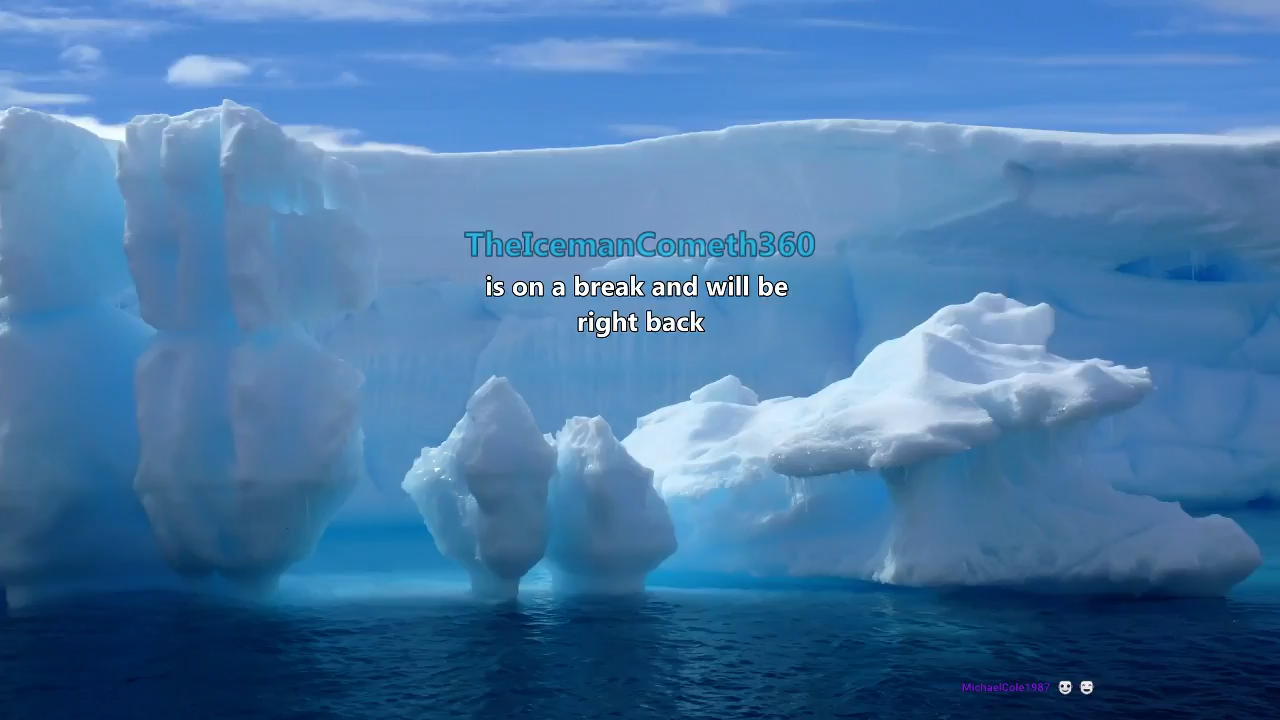 TheIcemanCometh360
is on a break and will be
right back
MichaelCole1987